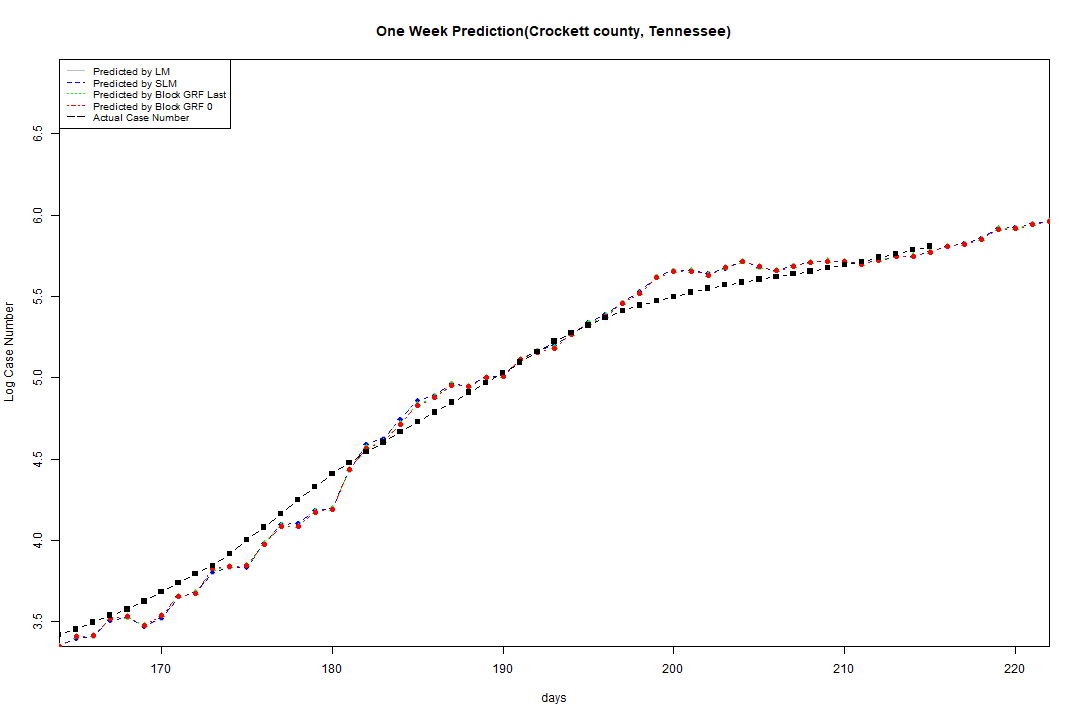 One Week Prediction(Crockett county, Tennessee)
Predicted by LM
Predicted by SLM
Predicted by Block GRF Last
Predicted by Block GRF 0
Actual Case Number
6.5
6.0
5.5
5.0
4.5
4.0
3.5
Log Case Number
170 180 190 200 210 220
days